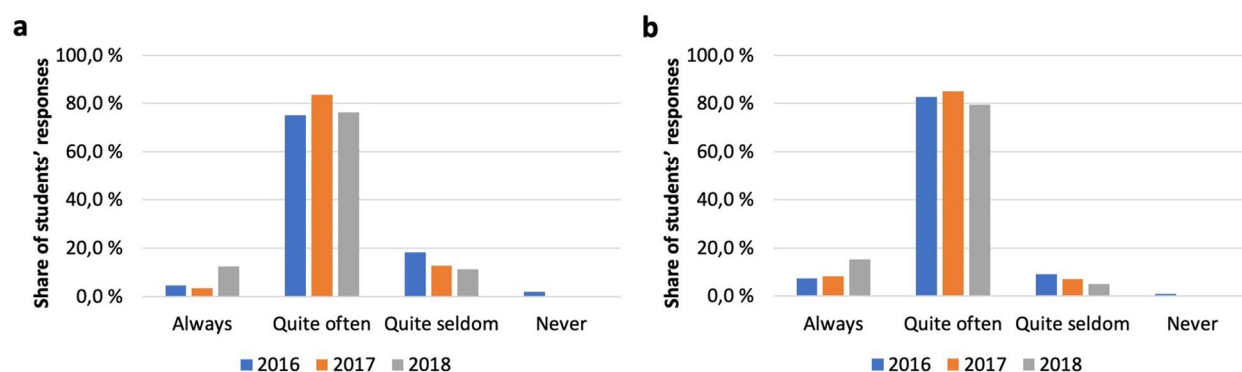 a
Share of students’ responses
100,0 %
80,0 %
60,0 %
40,0 %
20,0 %
0,0 %
Always Quite often Quite seldom Never
2016 2017 2018
b
Share of students’ responses
100,0 %
80,0 %
60,0 %
40,0 %
20,0 %
0,0 %
Always Quite often Quite seldom Never
2016 2017 2018